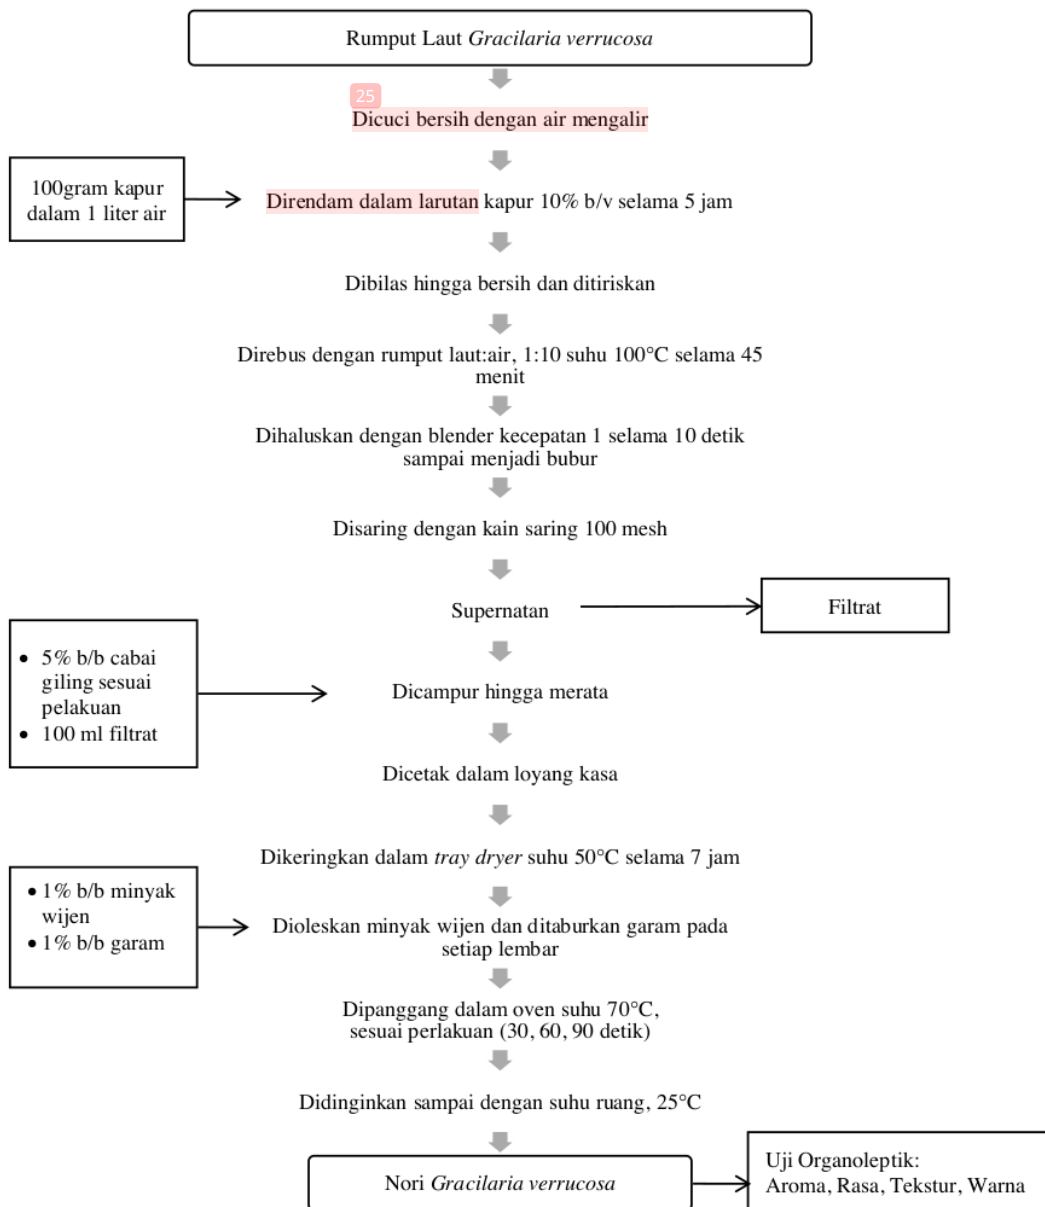 Rumput Laut Gracilaria verrucosa
25
Dicuci bersih dengan air mengalir
100gram kapur
dalam 1 liter air
Direndam dalam larutan kapur 10% b/v selama 5 jam
Dibilas hingga bersih dan ditiriskan
Direbus dengan rumput laut:air, 1:10 suhu 100°C selama 45
menit
Dihaluskan dengan blender kecepatan 1 selama 10 detik
sampai menjadi bubur
Disaring dengan kain saring 100 mesh
Supernatan
Filtrat
• 5% b/b cabai
giling sesuai
pelakuan
• 100 ml filtrat
Dicampur hingga merata
Dicetak dalam loyang kasa
Dikeringkan dalam tray dryer suhu 50°C selama 7 jam
• 1% b/b minyak
wijen
• 1% b/b garam
Dioleskan minyak wijen dan ditaburkan garam pada
setiap lembar
Dipanggang dalam oven suhu 70°C,
sesuai perlakuan (30, 60, 90 detik)
Didinginkan sampai dengan suhu ruang, 25°C
Nori Gracilaria verrucosa
Uji Organoleptik:
Aroma, Rasa, Tekstur, Warna